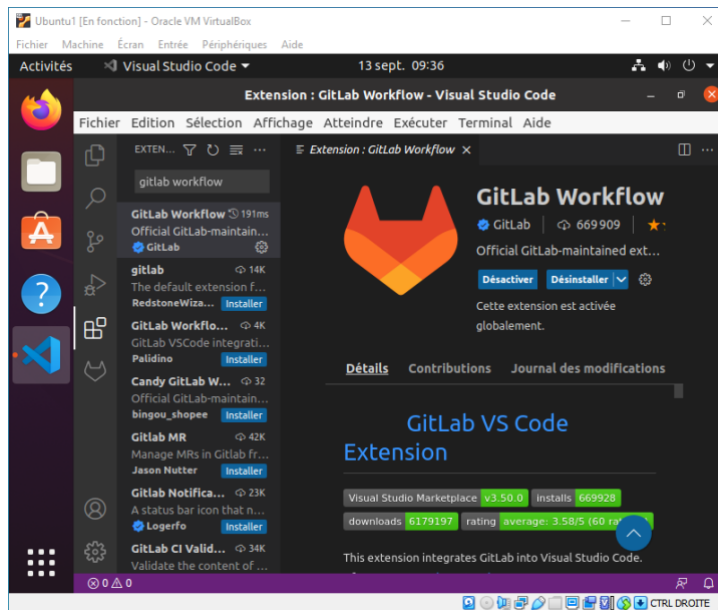 Ubuntu1 [En fonction] - Oracle VM VirtualBox
Fichier Machine Écran Entrée Périphériques Aide
Activités Visual Studio Code 13 sept. 09:36
Extension : GitLab Workflow - Visual Studio Code
Fichier Edition Sélection Affichage Atteindre Exécuter Terminal Aide
EXTEN...
Extension : GitLab Workflow
gitlab workflow
GitLab Workflow 191ms
Official GitLab-maintain...
GitLab
gitlab 14K
The default extension f...
RedstoneWiza... Installer
GitLab Workflo... 4K
GitLab VSCode integrati...
Palidino Installer
Candy GitLab W... 32
Official GitLab-maintain...
bingou_shopee Installer
Gitlab MR 42K
Manage MRs in Gitlab fr...
Jason Nutter Installer
Gitlab Notifica... 23K
A status bar icon that n...
Logerfo Installer
GitLab CI Valid... 34K
Validate the content of ...
GitLab Workflow
GitLab 669 909
Official GitLab-maintained ext...
Désactiver Désinstaller
Cette extension est activée
globalement.
Détails Contributions Journal des modifications
GitLab VS Code
Extension
Visual Studio Marketplace v3.50.0 installs 669928
downloads 6179197 rating average: 3.58/5 (60
This extension integrates GitLab into Visual Studio Code.
0 0
CTRL DROITE